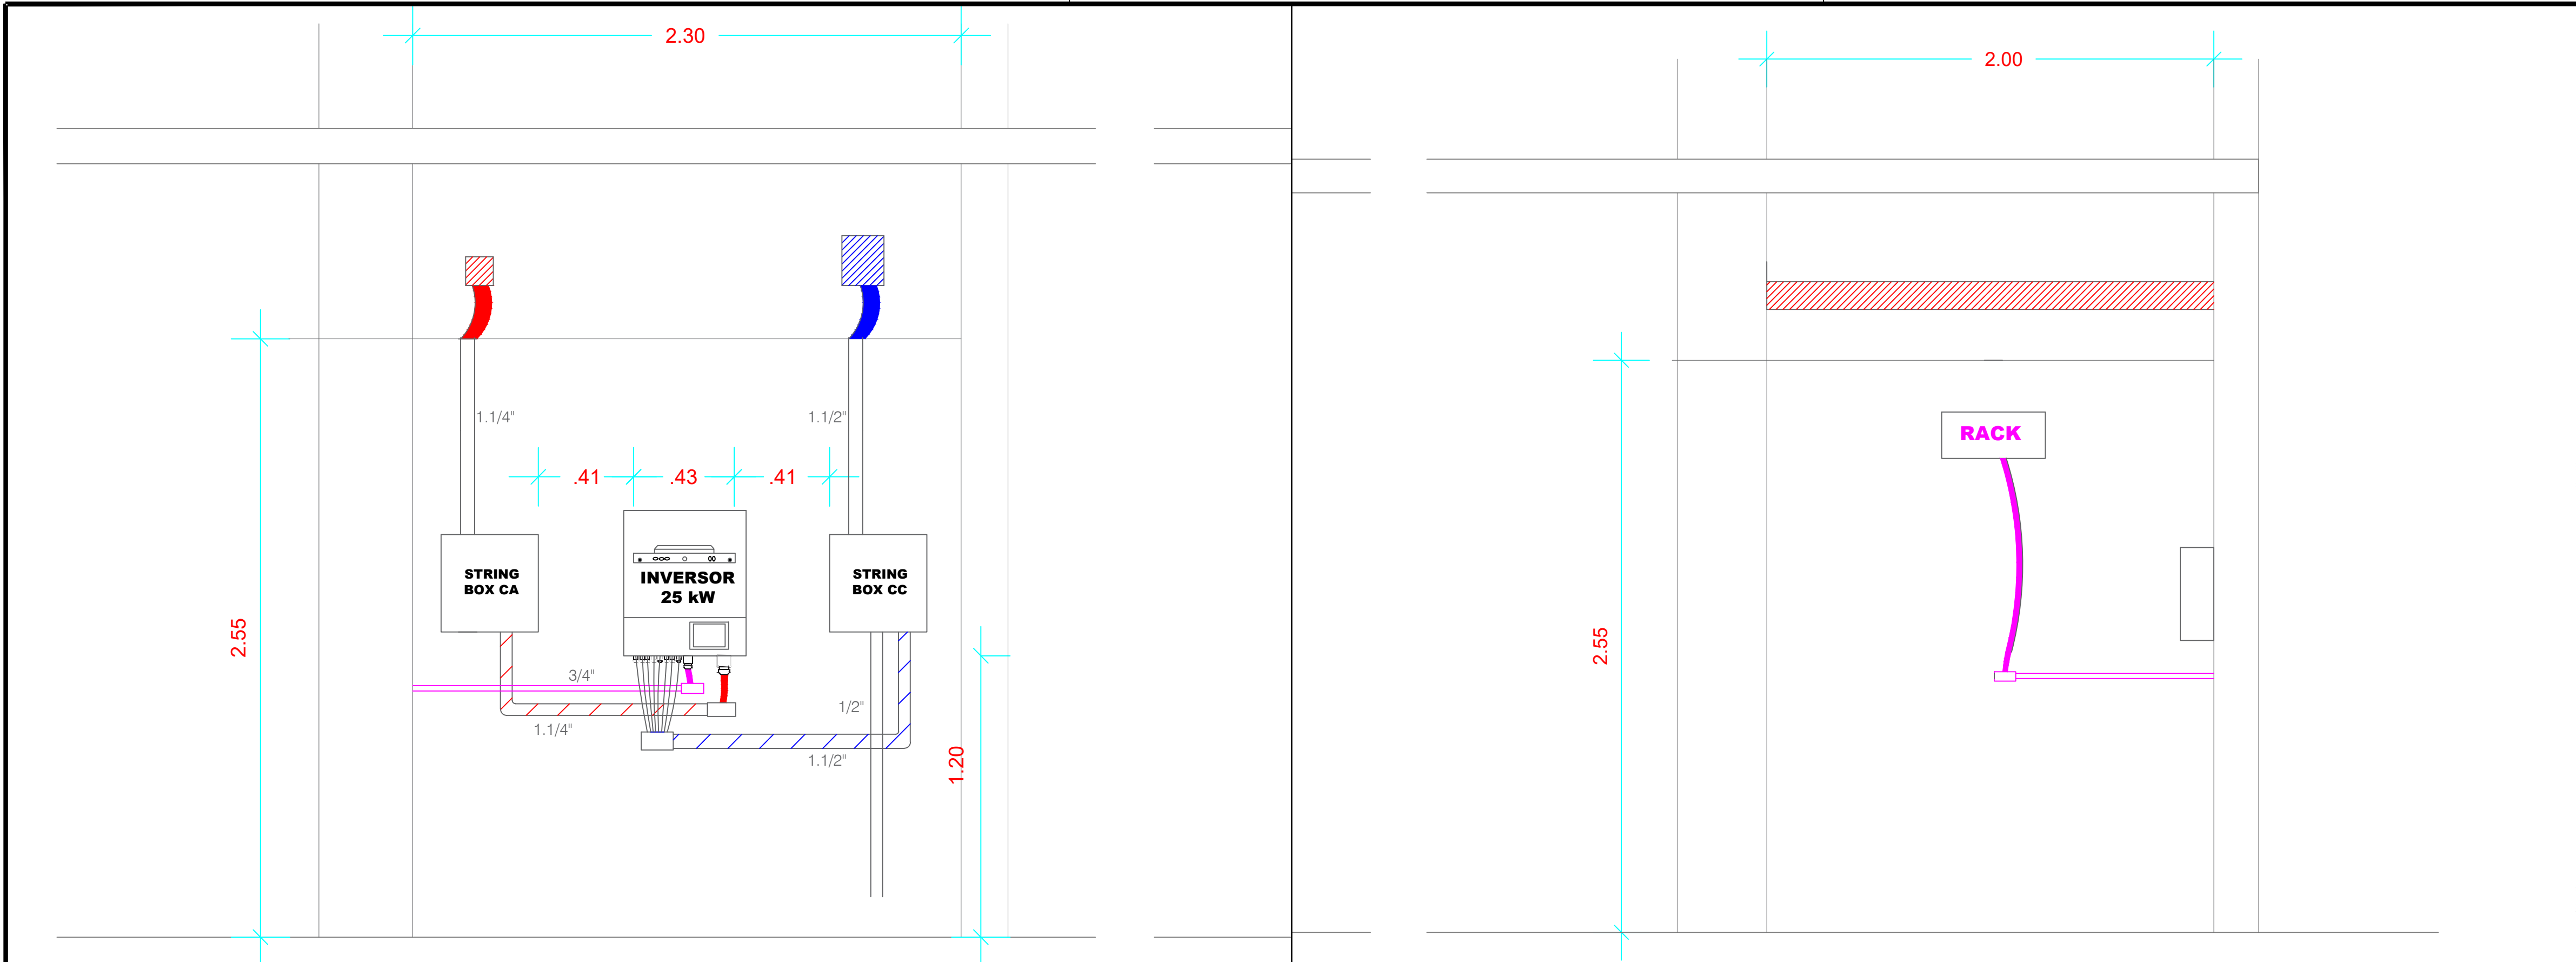 2.30
2.00
1.1/4"
1.1/2"
.41
.43
.41
RACK
STRING
BOX CA
INVERSOR
25 kW
STRING
BOX CC
2.55
2.55
3/4"
1/2"
1.1/4"
1.1/2"
1.20